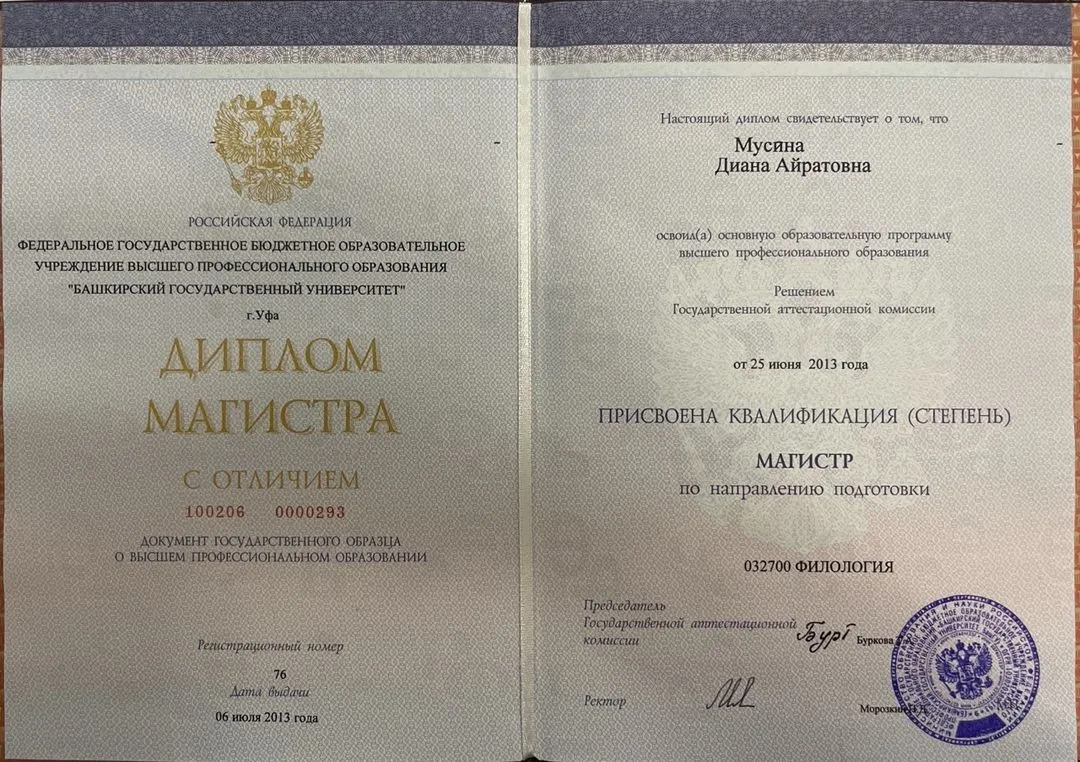 РОССИЙСКАЯ ФЕДЕРАЦИЯ
ФЕДЕРАЛЬНОЕ ГОСУДАРСТВЕННОЕ БЮДЖЕТНОЕ ОБРАЗОВАТЕЛЬНОЕ
УЧРЕЖДЕНИЕ ВЫСШЕГО ПРОФЕССИОНАЛЬНОГО ОБРАЗОВАНИЯ
"БАШКИРСКИЙ ГОСУДАРСТВЕННЫЙ УНИВЕРСИТЕТ"
г.Уфа
ДИПЛОМ
МАГИСТРА
С ОТЛИЧИЕМ
100206 0000293
ДОКУМЕНТ ГОСУДАРСТВЕННОГО ОБРАЗЦА
О ВЫСШЕМ ПРОФЕССИОНАЛЬНОМ ОБРАЗОВАНИИ
Регистрационный номер
76
Дата выдачи
06 июля 2013 года
Настоящий диплом свидетельствует о том, что
Мусина
Диана Айратовна
освоил(а) основную образовательную программу
высшего профессионального образования
Решением
Государственной аттестационной комиссии
от 25 июня 2013 года
ПРИСВОЕНА КВАЛИФИКАЦИЯ (СТЕПЕНЬ)
МАГИСТР
по направлению подготовки
032700 ФИЛОЛОГИЯ
Председатель
Государственной аттестационной
комиссии
Буркова
Ректор
Морозкин Н.Д.